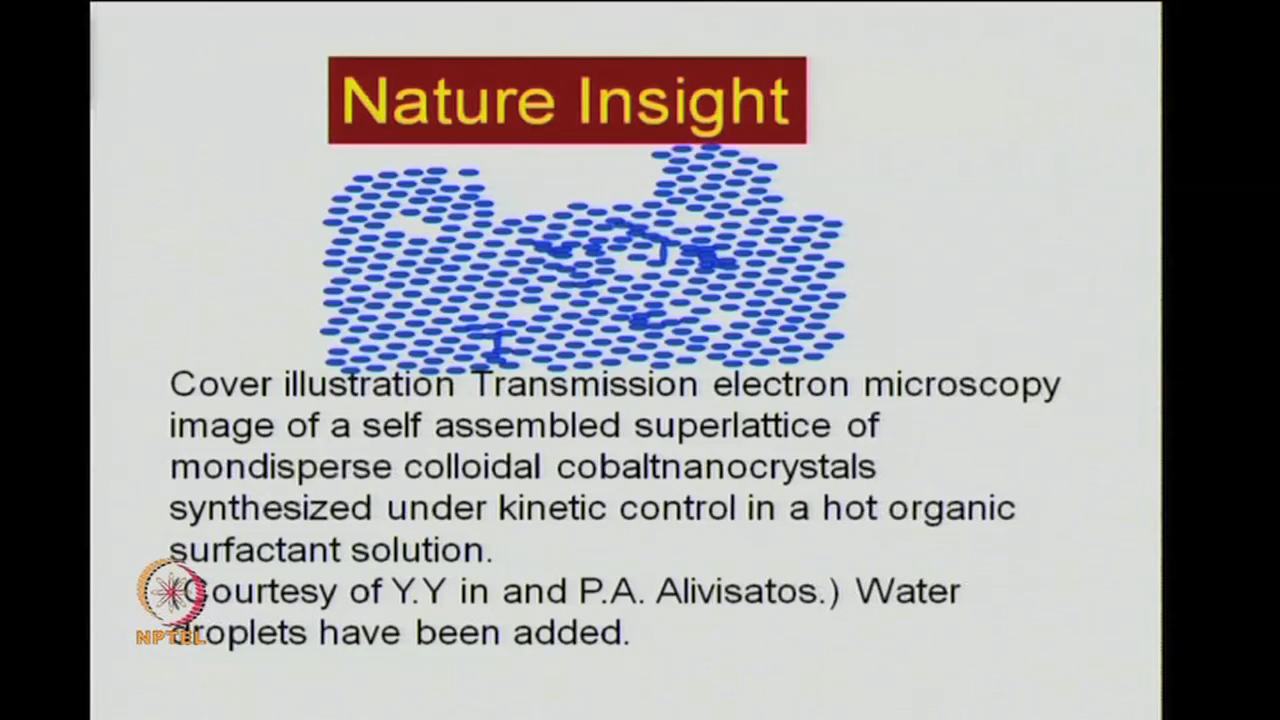 Nature Insight
Cover illustration Transmission electron microscopy
image of a self assembled superlattice of
mondisperse colloidal cobaltnanocrystals
synthesized under kinetic control in a hot organic
surfactant solution.
(Courtesy of Y.Y in and P.A. Alivisatos.) Water
droplets have been added.
NPTEL